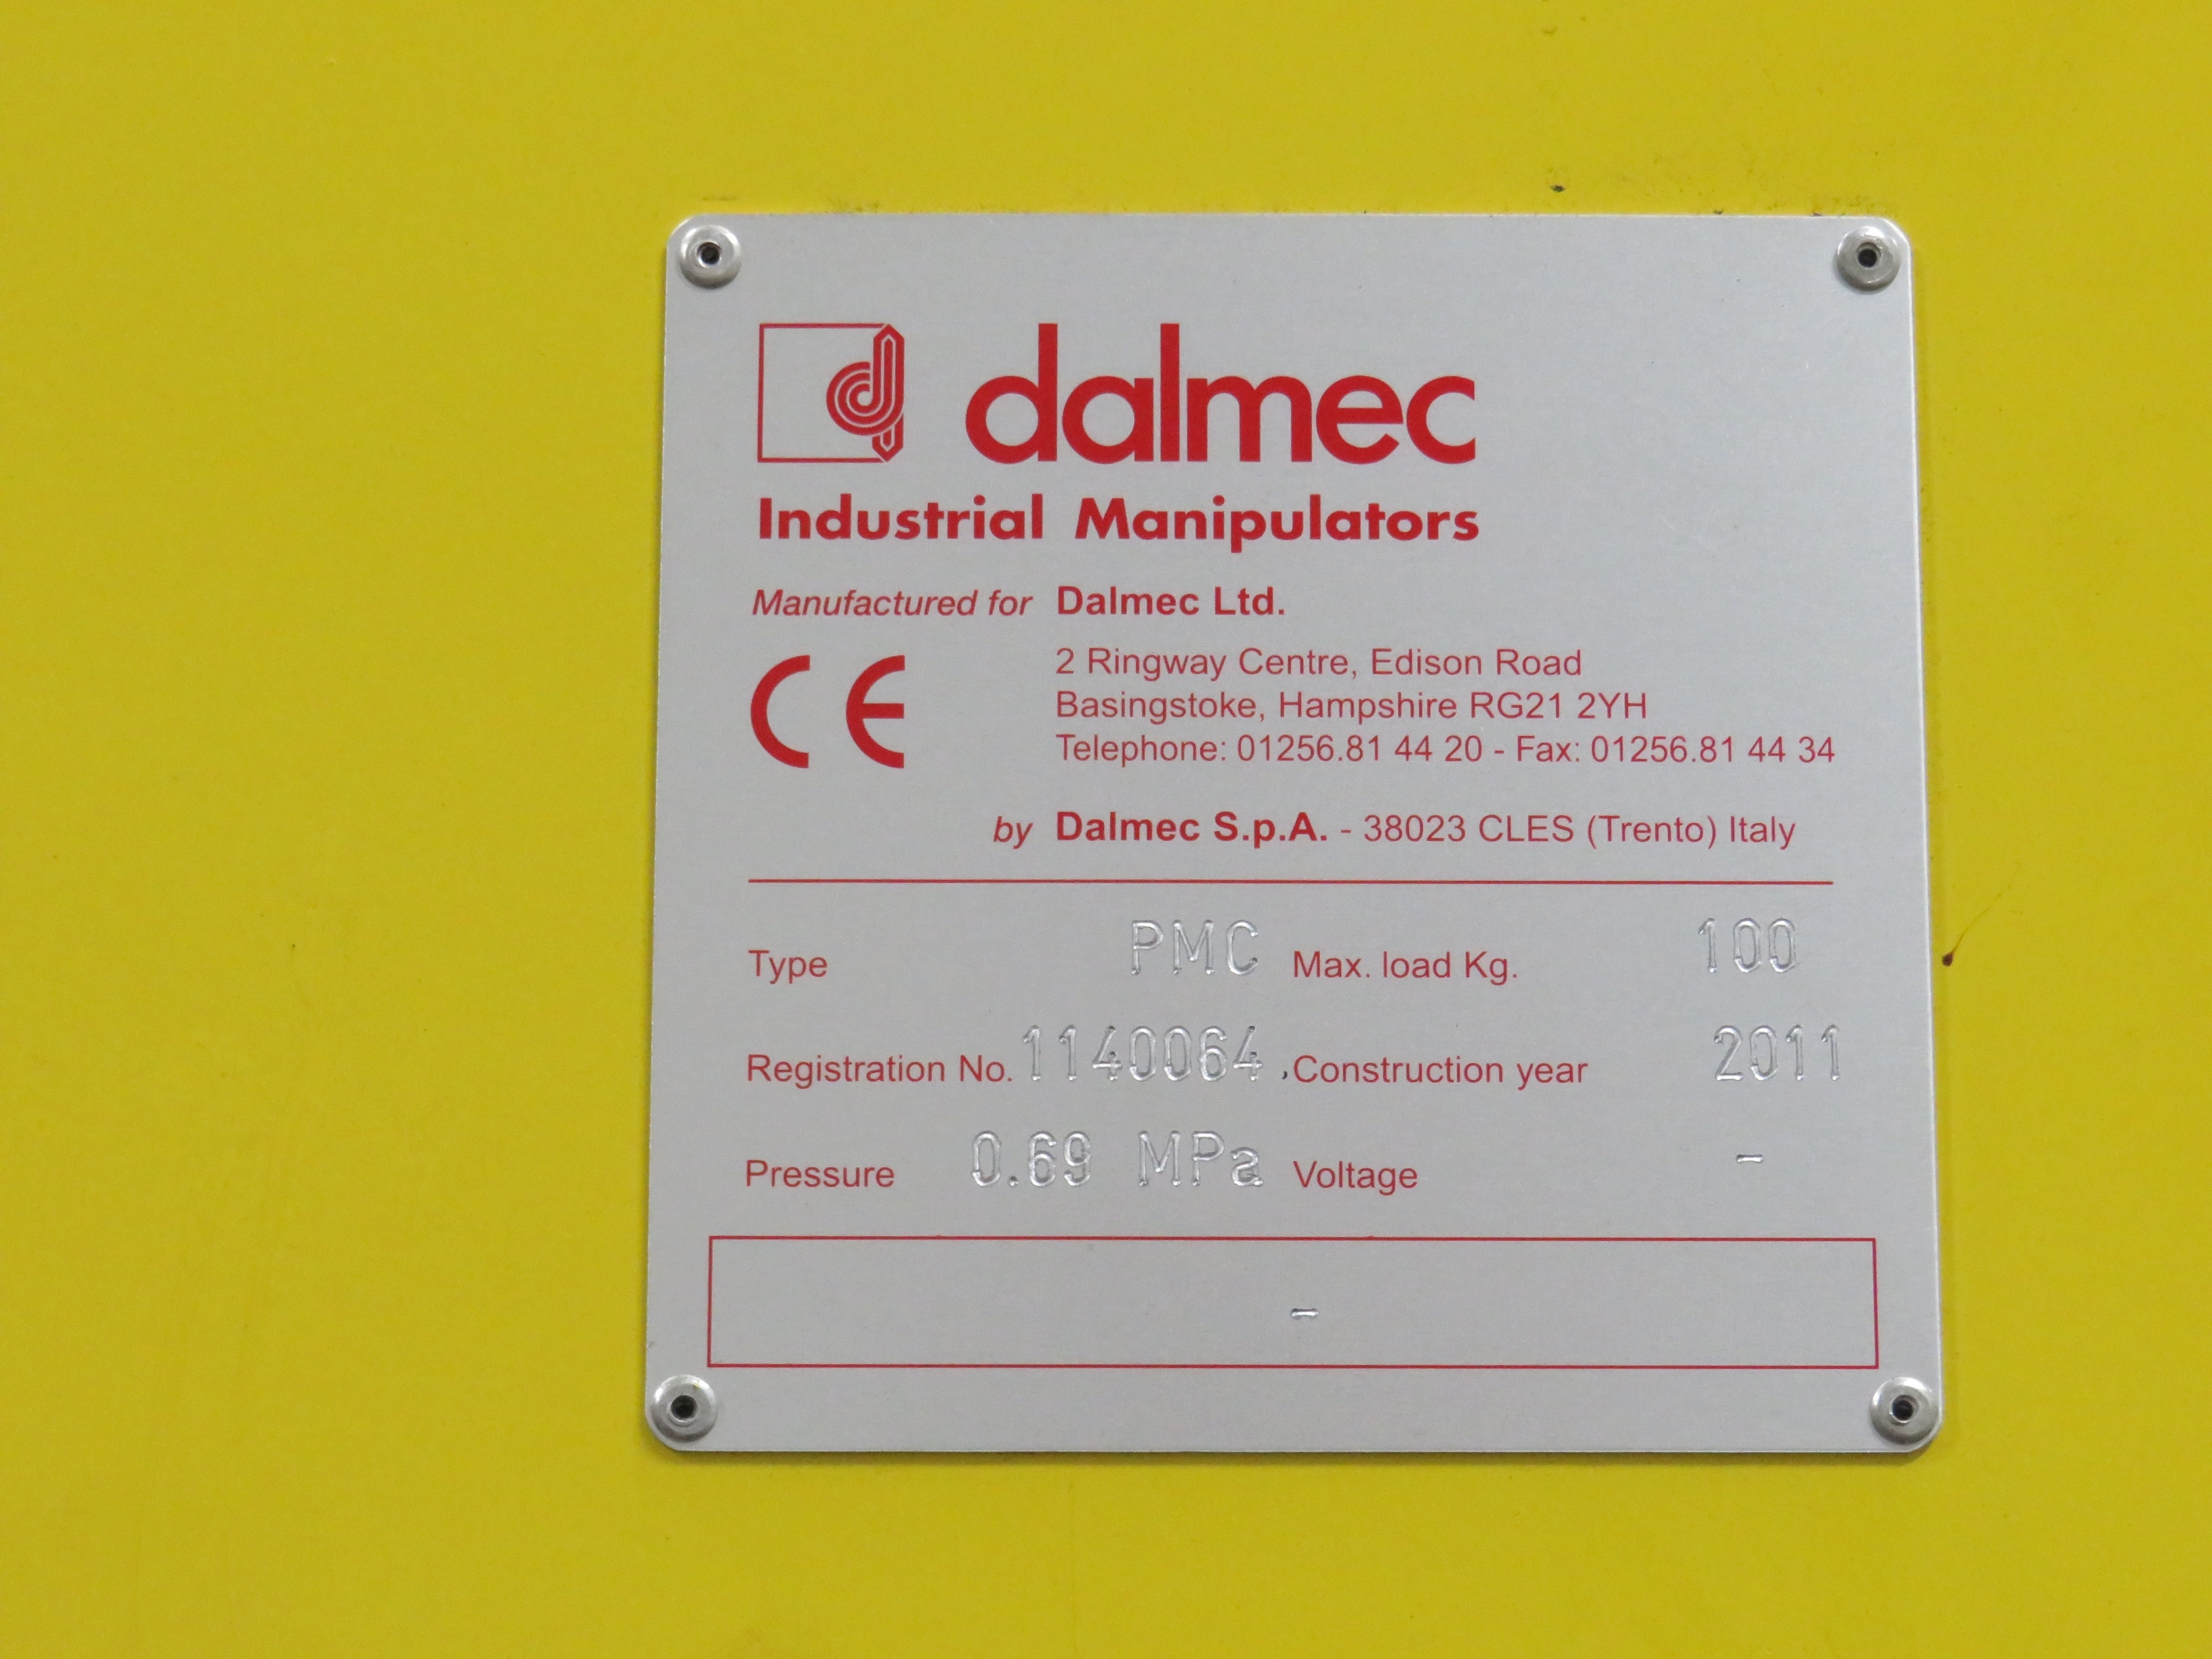 dalmec
Industrial Manipulators
Manufactured for Dalmec Ltd.
CE
2 Ringway Centre, Edison Road
Basingstoke, Hampshire RG21 2YH
Telephone: 01256.81 44 20 - Fax: 01256.81 44 34
by Dalmec S.p.A. - 38023 CLES (Trento) Italy
Type PMC Max. load Kg. 100
Registration No. 1140064 Construction year 2011
Pressure 0.69 MPa Voltage -
-